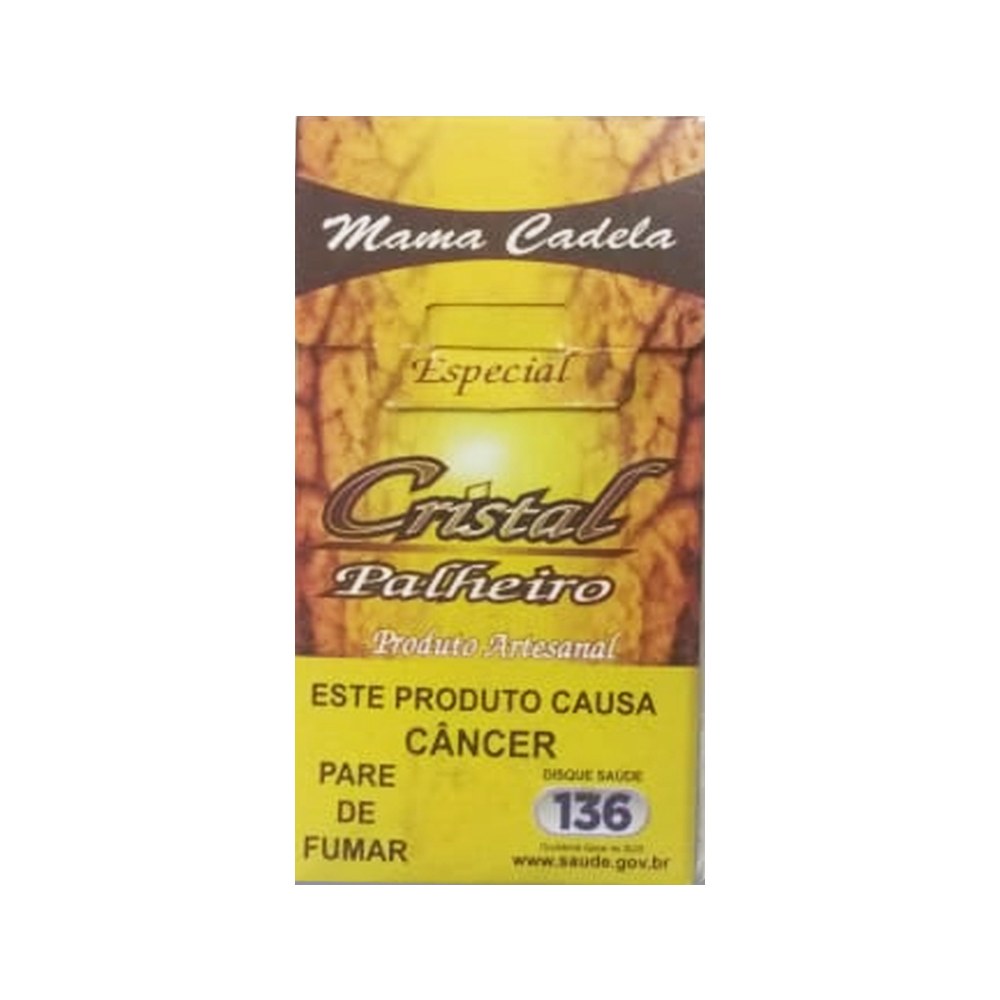 Mama Cadela
Especial
Cristal
Palheiro
Produto Artesanal
ESTE PRODUTO CAUSA
CÂNCER
PARE
DE
FUMAR
DISQUE SAÚDE
136
www.saude.gov.br